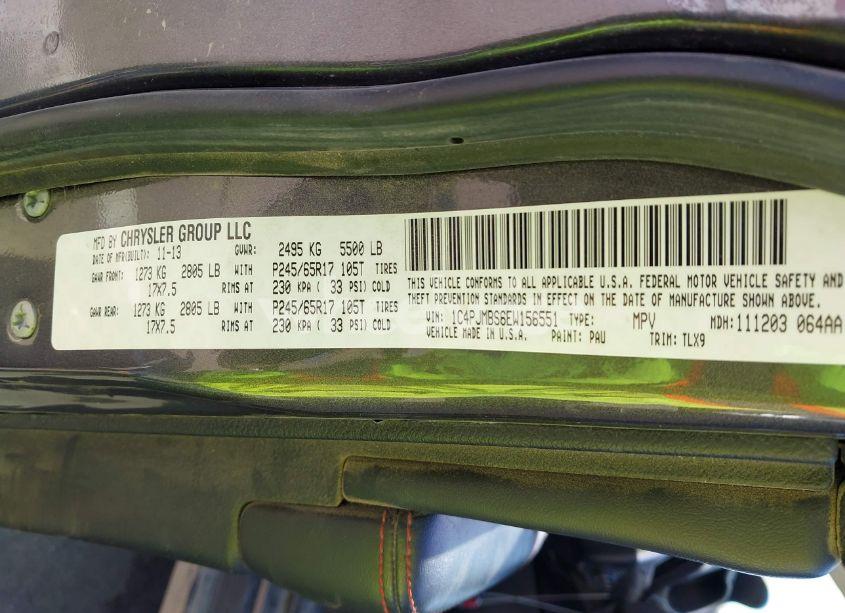 MFD BY CHRYSLER GROUP LLC
DATE OF MFR(BUILT): 11-13 GVWR: 2495 KG 5500 LB
GAWR FRONT: 1273 KG 2805 LB WITH P245/65R17 105T TIRES
17X7.5 RIMS AT 230 KPA ( 33 PSI) COLD
GAWR REAR: 1273 KG 2805 LB WITH P245/65R17 105T TIRES
17X7.5 RIMS AT 230 KPA ( 33 PSI) COLD
THIS VEHICLE CONFORMS TO ALL APPLICABLE U.S.A. FEDERAL MOTOR VEHICLE SAFETY AND
THEFT PREVENTION STANDARDS IN EFFECT ON THE DATE OF MANUFACTURE SHOWN ABOVE.
VIN: 1C4PJMBS6EW156551 TYPE: MPV MDH: 111203 064AA
VEHICLE MADE IN U.S.A. PAINT: PAU TRIM: TLX9